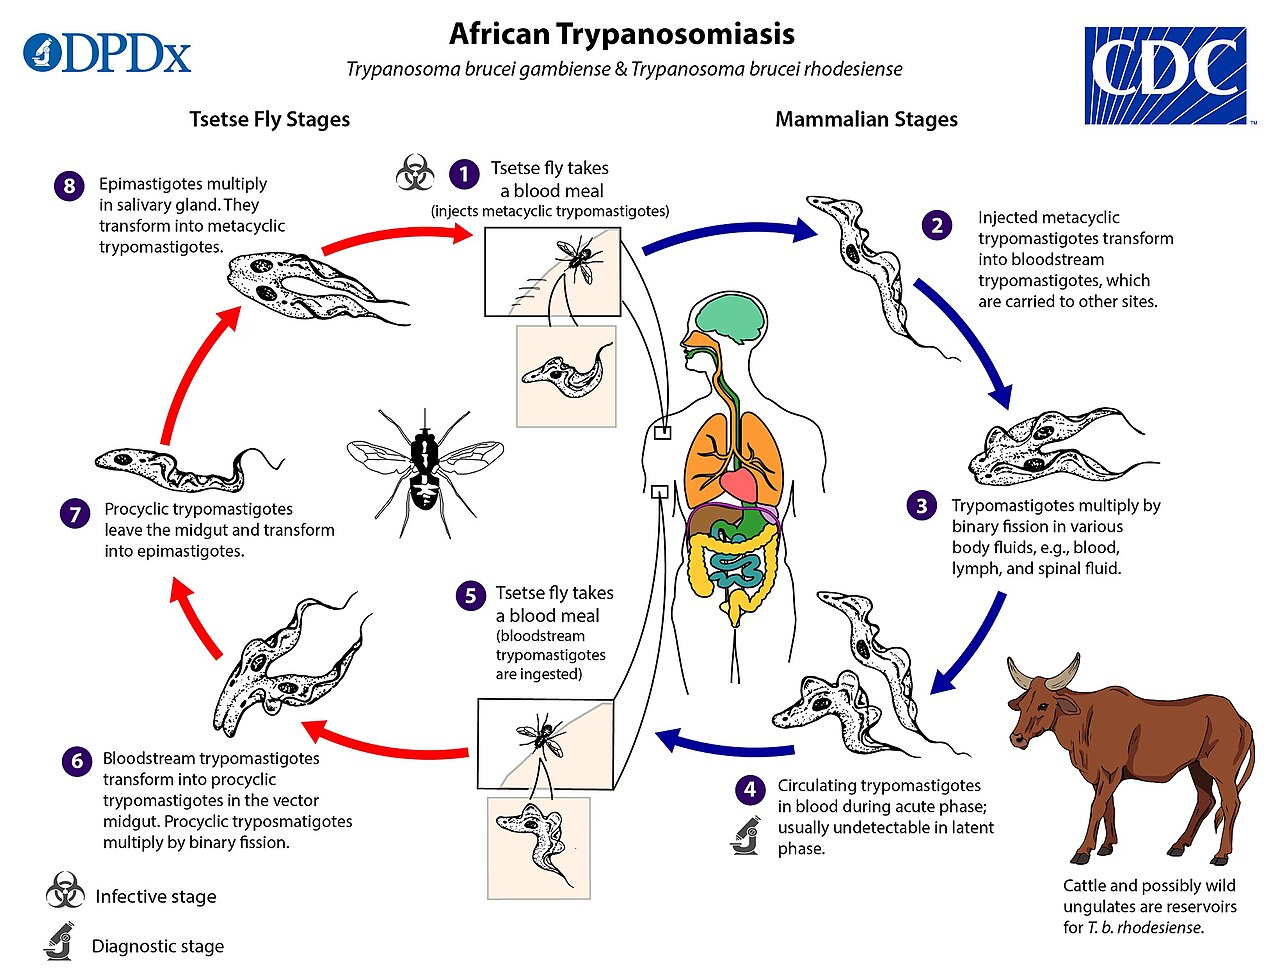 DPDx
African Trypanosomiasis
Trypanosoma brucei gambiense & Trypanosoma brucei rhodesiense
CDC
TM
Tsetse Fly Stages
Mammalian Stages
1
Tsetse fly takes
a blood meal
(injects metacyclic trypomastigotes)
2
Injected metacyclic
trypomastigotes transform
into bloodstream
trypomastigotes, which
are carried to other sites.
3
Trypomastigotes multiply by
binary fission in various
body fluids, e.g., blood,
lymph, and spinal fluid.
4
Circulating trypomastigotes
in blood during acute phase;
usually undetectable in latent
phase.
5
Tsetse fly takes
a blood meal
(bloodstream
trypomastigotes
are ingested)
6
Bloodstream trypomastigotes
transform into procyclic
trypomastigotes in the vector
midgut. Procyclic tryposmatigotes
multiply by binary fission.
7
Procyclic trypomastigotes
leave the midgut and transform
into epimastigotes.
8
Epimastigotes multiply
in salivary gland. They
transform into metacyclic
trypomastigotes.
Cattle and possibly wild
ungulates are reservoirs
for T. b. rhodesiense.
Infective stage
Diagnostic stage